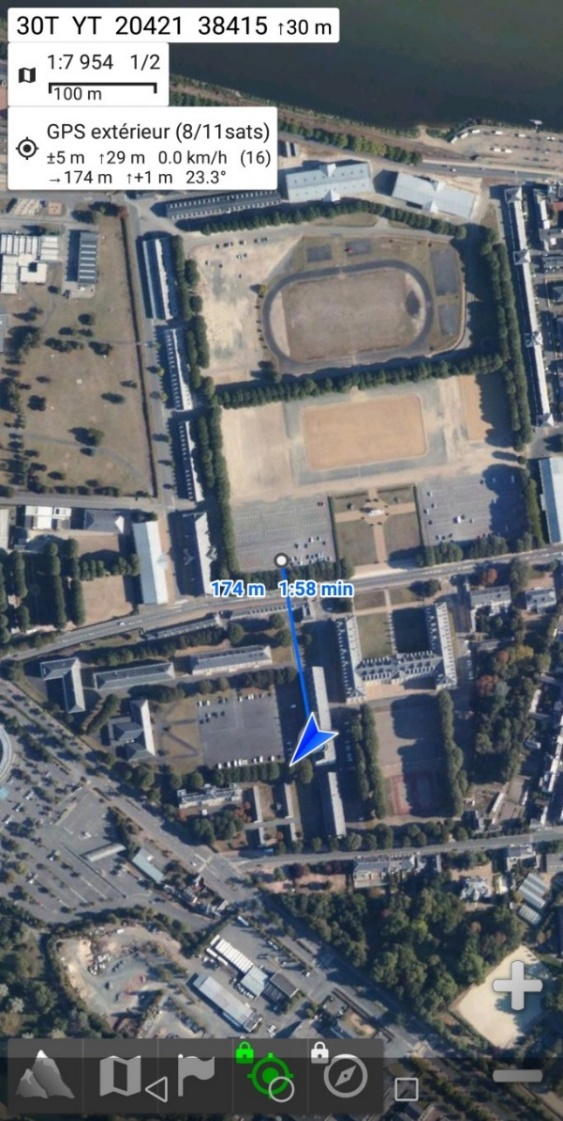 30T YT 20421 38415 ↑30 m
1:7 954 1/2
100 m
GPS extérieur (8/11sats)
±5 m ↑29 m 0.0 km/h (16)
→174 m ↑+1 m 23.3°
174 m 1:58 min